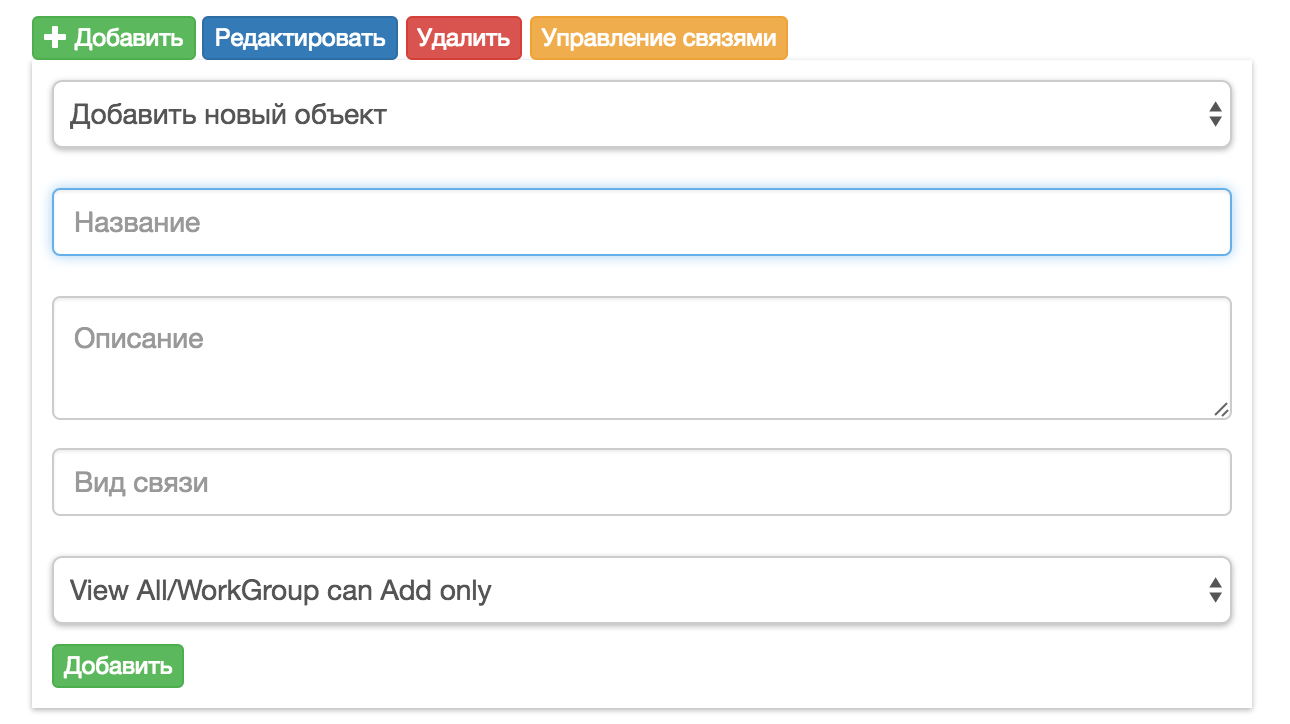 Добавить Редактировать Удалить Управление связями
Добавить новый объект
Название
Описание
Вид связи
View All/WorkGroup can Add only
Добавить